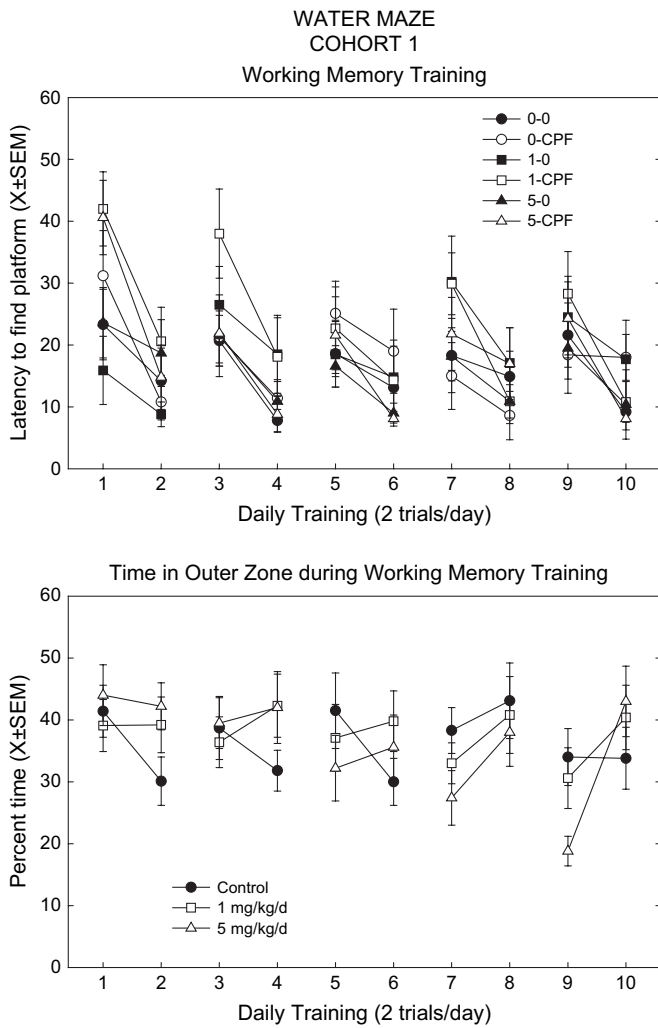 WATER MAZE
COHORT 1
Working Memory Training
Latency to find platform (X±SEM)
60
50
40
30
20
10
0
0-0
0-CPF
1-0
1-CPF
5-0
5-CPF
1 2 3 4 5 6 7 8 9 10
Daily Training (2 trials/day)
Time in Outer Zone during Working Memory Training
Percent time (X±SEM)
60
50
40
30
20
10
0
Control
1 mg/kg/d
5 mg/kg/d
1 2 3 4 5 6 7 8 9 10
Daily Training (2 trials/day)